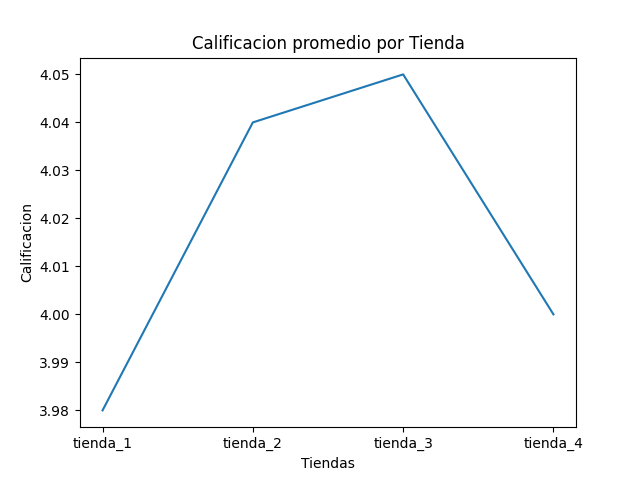 Calificacion promedio por Tienda
4.05
4.04
4.03
4.02
4.01
4.00
3.99
3.98
Calificacion
tienda_1 tienda_2 tienda_3 tienda_4
Tiendas